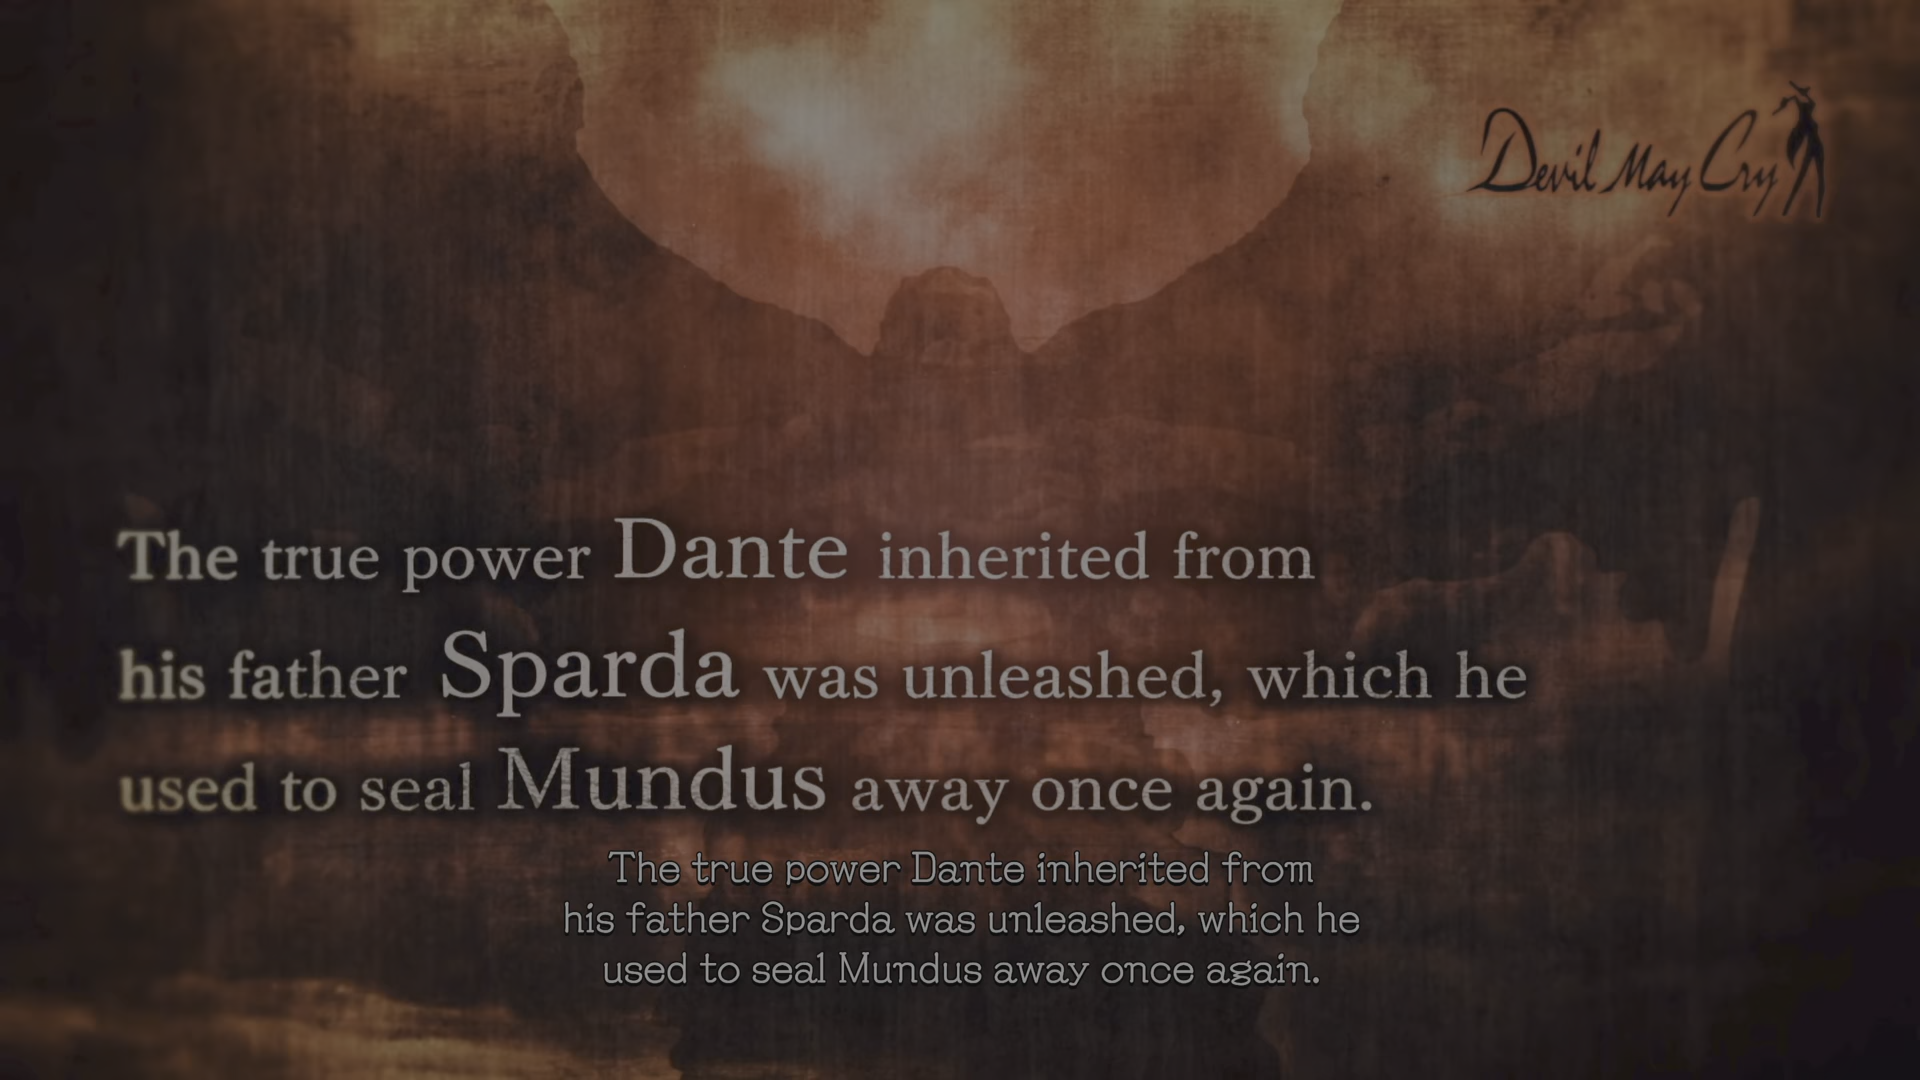 Devil May Cry
The true power Dante inherited from
his father Sparda was unleashed, which he
used to seal Mundus away once again.
The true power Dante inherited from
his father Sparda was unleashed, which he
used to seal Mundus away once again.